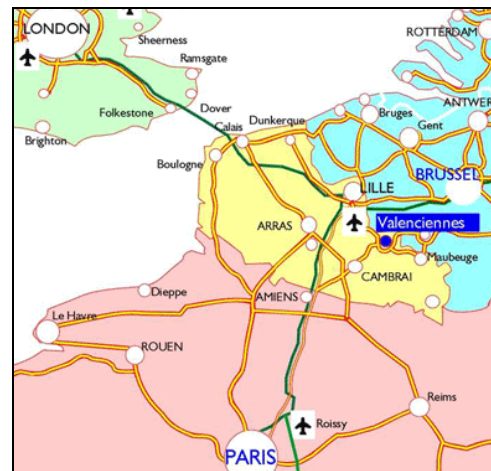 LONDON
Sheerness
ROTTERDAM
Ramsgate
ANTWER
Folkestone
Dover
Bruges
Calais
Dunkerque
Gent
Brighton
Boulogne
BRUSSEL
LILLE
ARRAS
Valenciennes
Maubeuge
CAMBRAI
Dieppe
AMIENS
Le Havre
ROUEN
Reims
Roissy
PARIS